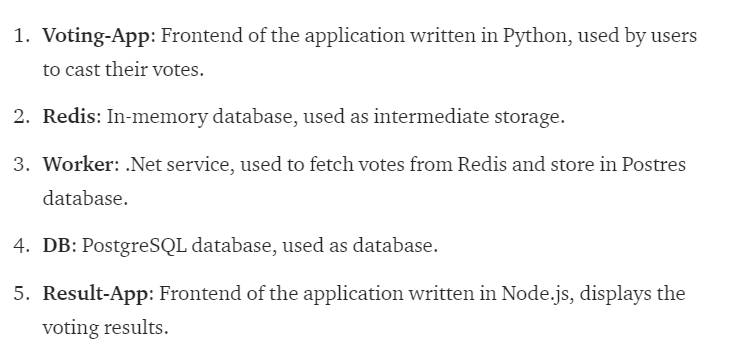 1. Voting-App: Frontend of the application written in Python, used by users
to cast their votes.
2. Redis: In-memory database, used as intermediate storage.
3. Worker: .Net service, used to fetch votes from Redis and store in Postres
database.
4. DB: PostgreSQL database, used as database.
5. Result-App: Frontend of the application written in Node.js, displays the
voting results.